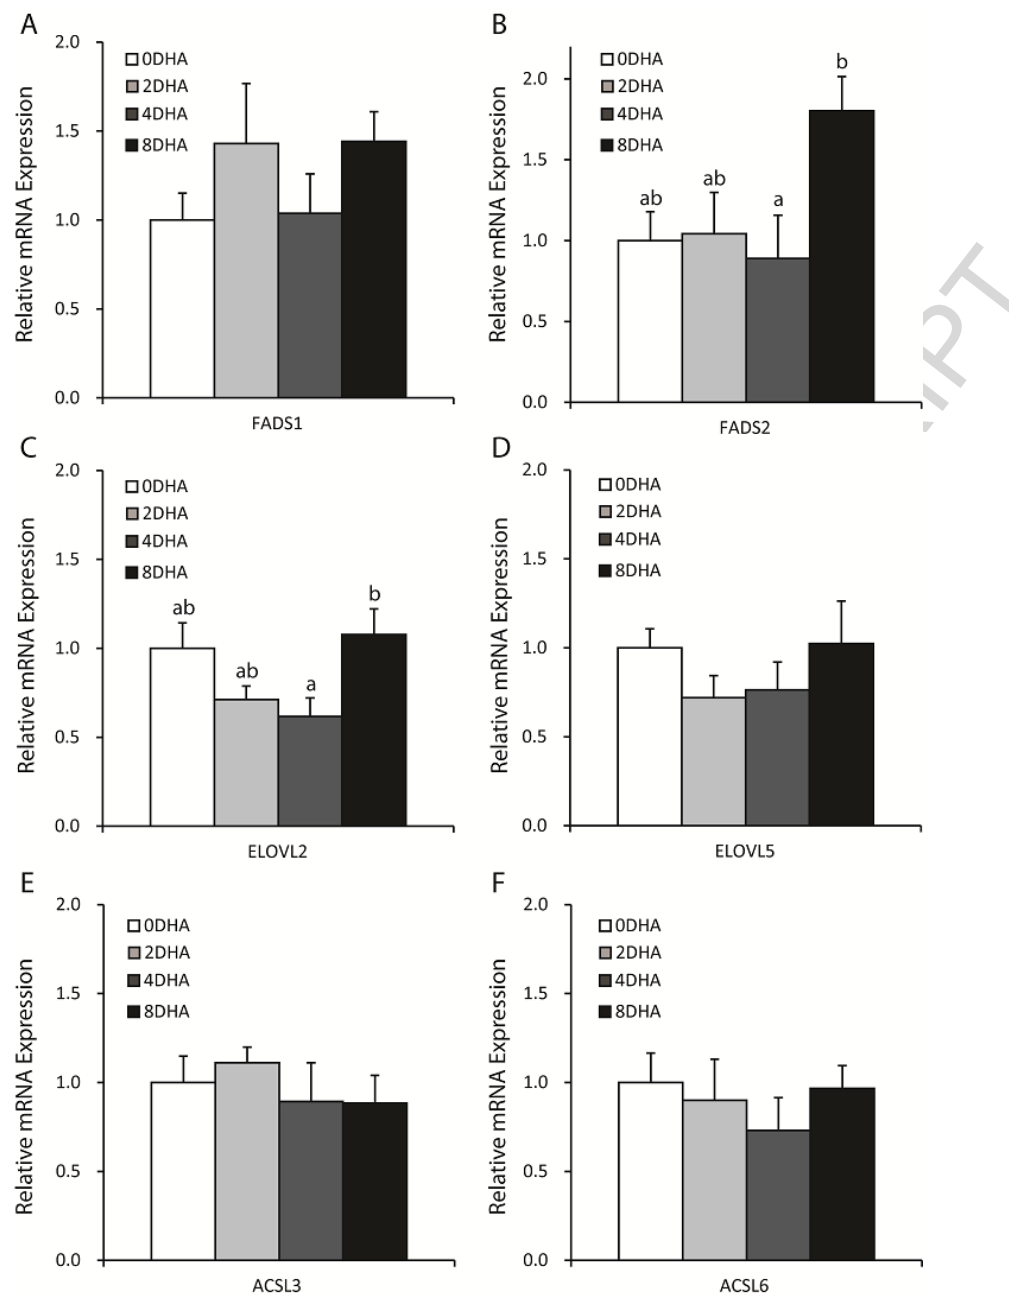 A
2.0
1.5
1.0
0.5
0.0
Relative mRNA Expression
0DHA
2DHA
4DHA
8DHA
FADS1
B
2.0
1.5
1.0
0.5
0.0
Relative mRNA Expression
0DHA
2DHA
4DHA
8DHA
ab
ab
a
b
FADS2
C
2.0
1.5
1.0
0.5
0.0
Relative mRNA Expression
0DHA
2DHA
4DHA
8DHA
ab
ab
a
b
ELOVL2
D
2.0
1.5
1.0
0.5
0.0
Relative mRNA Expression
0DHA
2DHA
4DHA
8DHA
ELOVL5
E
2.0
1.5
1.0
0.5
0.0
Relative mRNA Expression
0DHA
2DHA
4DHA
8DHA
ACSL3
F
2.0
1.5
1.0
0.5
0.0
Relative mRNA Expression
0DHA
2DHA
4DHA
8DHA
ACSL6